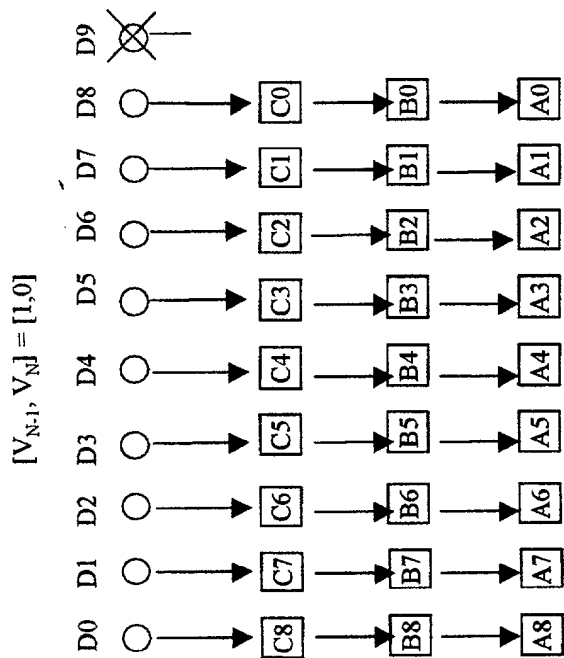 [V_{N-1}, V_N] = [1,0]
D0 D1 D2 D3 D4 D5 D6 D7 D8 D9
C8 C7 C6 C5 C4 C3 C2 C1 C0
B8 B7 B6 B5 B4 B3 B2 B1 B0
A8 A7 A6 A5 A4 A3 A2 A1 A0